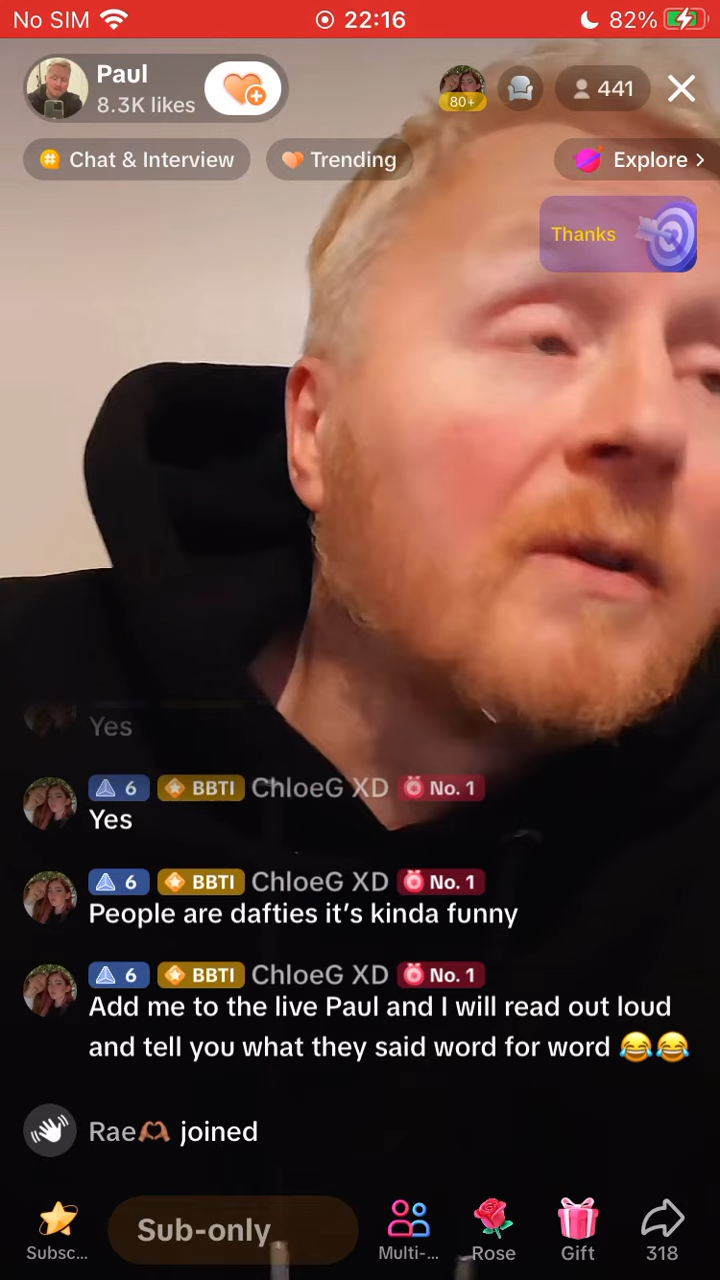 No SIM 22:16 82%
Paul
8.3K likes
80+
441
Chat & Interview
Trending
Explore >
Thanks
Yes
6 BBTI ChloeG XD No. 1
Yes
6 BBTI ChloeG XD No. 1
People are dafties it’s kinda funny
6 BBTI ChloeG XD No. 1
Add me to the live Paul and I will read out loud
and tell you what they said word for word 😂😂
Rae🫶🏾 joined
Sub-only
Subsc... Multi-... Rose Gift 318